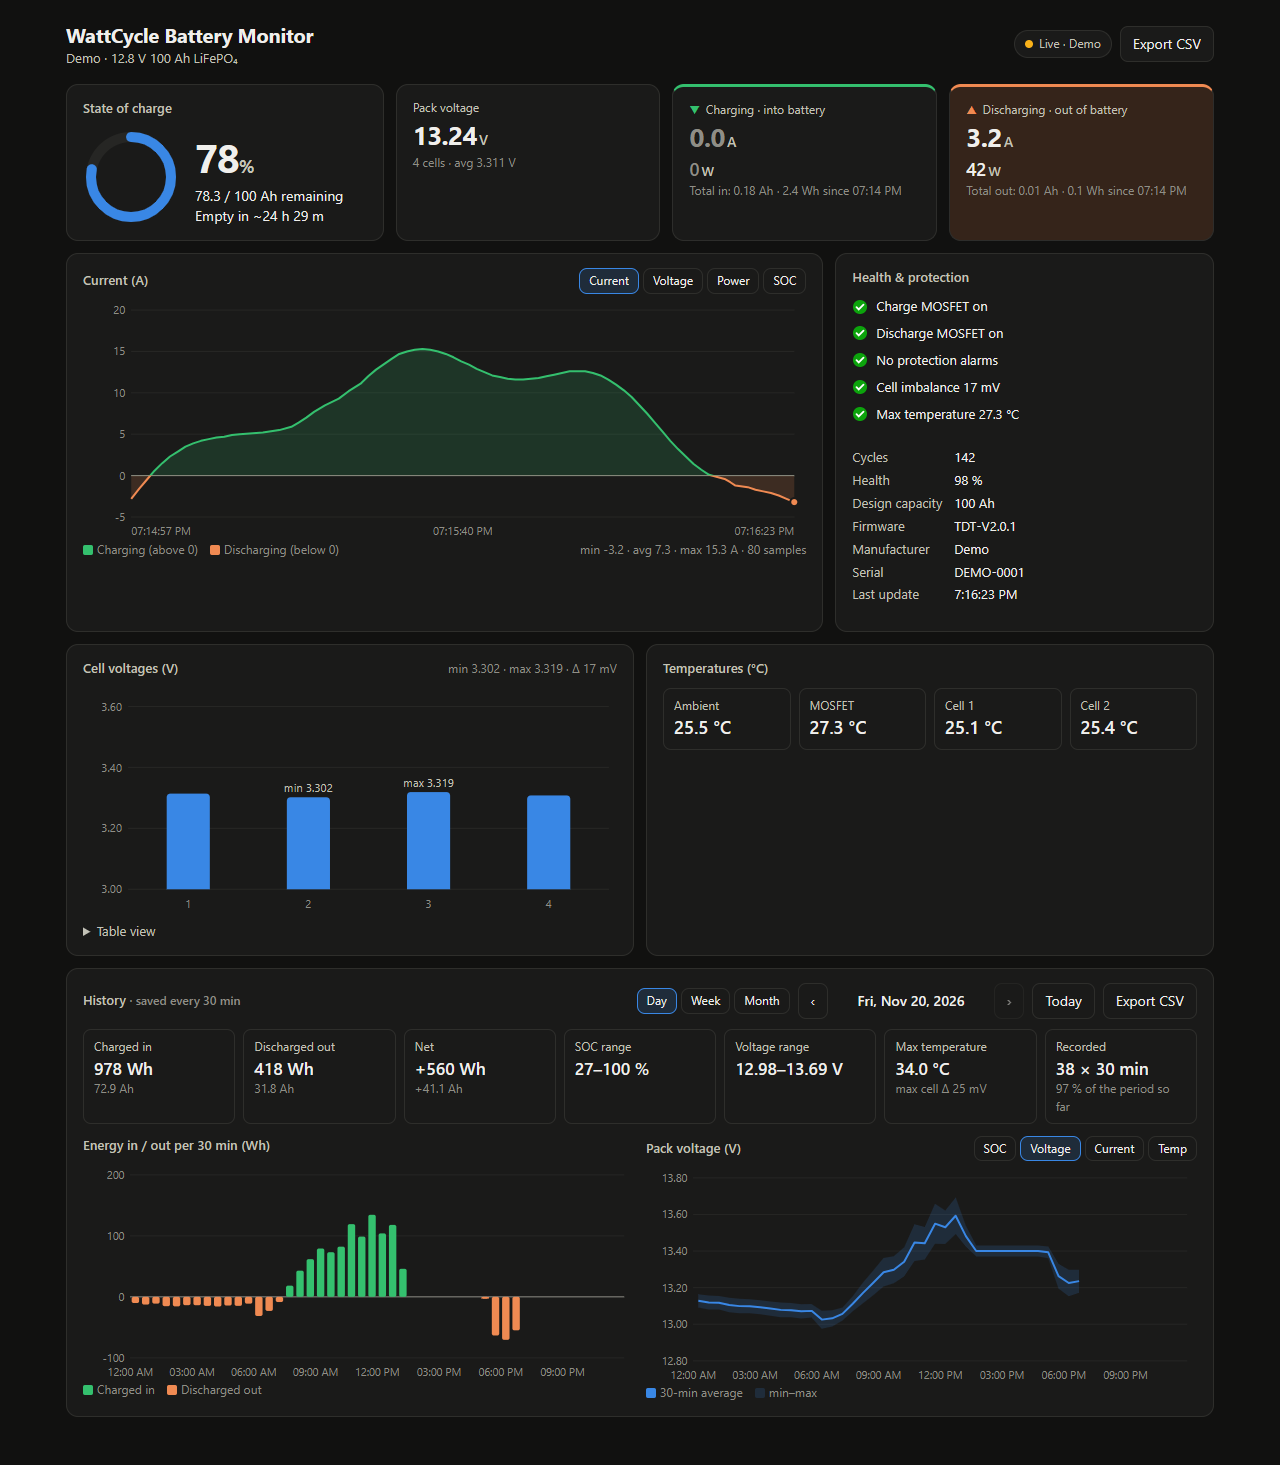 WattCycle Battery Monitor
Demo · 12.8 V 100 Ah LiFePO₄
Live · Demo
Export CSV
State of charge
78%
78.3 / 100 Ah remaining
Empty in ~24 h 29 m
Pack voltage
13.24 V
4 cells · avg 3.311 V
▼ Charging · into battery
0.0 A
0 W
Total in: 0.18 Ah · 2.4 Wh since 07:14 PM
▲ Discharging · out of battery
3.2 A
42 W
Total out: 0.01 Ah · 0.1 Wh since 07:14 PM
Current (A)
Current Voltage Power SOC
20
15
10
5
0
-5
07:14:57 PM 07:15:40 PM 07:16:23 PM
Charging (above 0) Discharging (below 0)
min -3.2 · avg 7.3 · max 15.3 A · 80 samples
Health & protection
Charge MOSFET on
Discharge MOSFET on
No protection alarms
Cell imbalance 17 mV
Max temperature 27.3 °C
Cycles 142
Health 98 %
Design capacity 100 Ah
Firmware TDT-V2.0.1
Manufacturer Demo
Serial DEMO-0001
Last update 7:16:23 PM
Cell voltages (V)
min 3.302 · max 3.319 · Δ 17 mV
3.60
3.40
3.20
3.00
min 3.302
max 3.319
1 2 3 4
▶ Table view
Temperatures (°C)
Ambient
25.5 °C
MOSFET
27.3 °C
Cell 1
25.1 °C
Cell 2
25.4 °C
History · saved every 30 min
Day Week Month ‹ Fri, Nov 20, 2026 › Today Export CSV
Charged in
978 Wh
72.9 Ah
Discharged out
418 Wh
31.8 Ah
Net
+560 Wh
+41.1 Ah
SOC range
27–100 %
Voltage range
12.98–13.69 V
Max temperature
34.0 °C
max cell Δ 25 mV
Recorded
38 × 30 min
97 % of the period so
far
Energy in / out per 30 min (Wh)
200
100
0
-100
12:00 AM 03:00 AM 06:00 AM 09:00 AM 12:00 PM 03:00 PM 06:00 PM 09:00 PM
Charged in Discharged out
Pack voltage (V)
SOC Voltage Current Temp
13.80
13.60
13.40
13.20
13.00
12.80
12:00 AM 03:00 AM 06:00 AM 09:00 AM 12:00 PM 03:00 PM 06:00 PM 09:00 PM
30-min average min–max